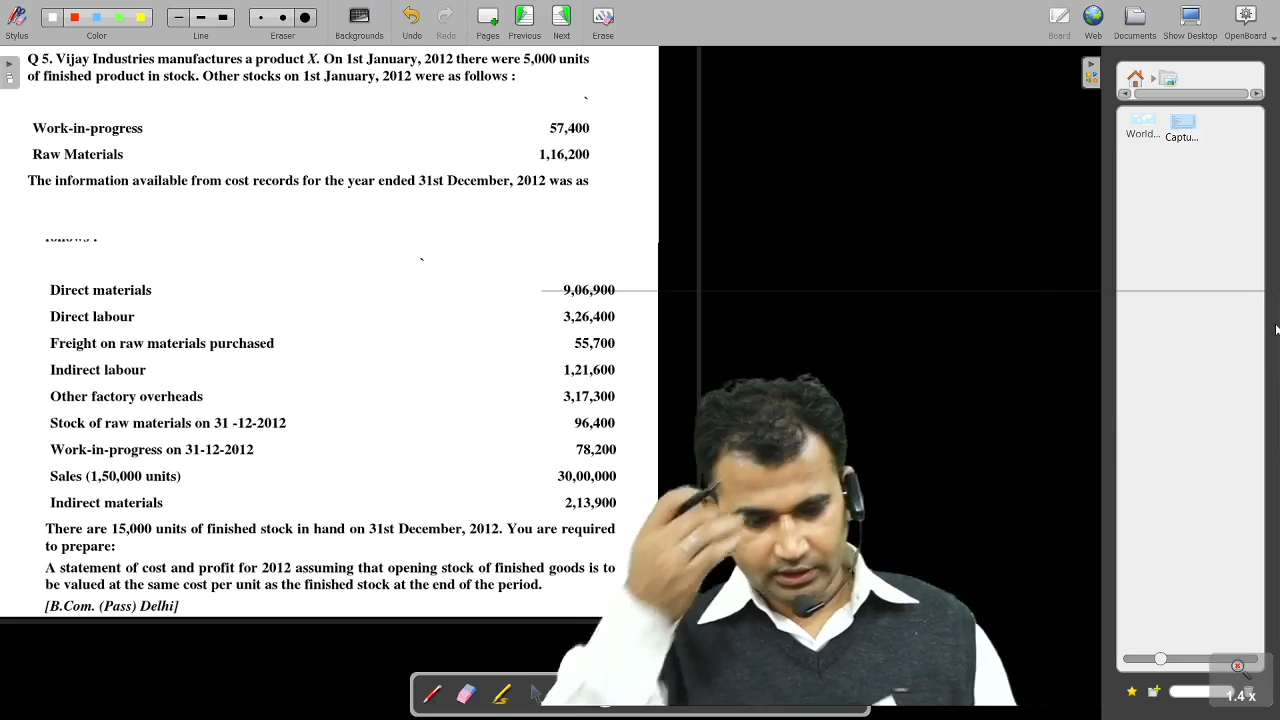 Stylus
Color
Line
Eraser
Backgrounds
Undo
Redo
Pages
Previous
Next
Erase
Board
Web
Documents
Show Desktop
OpenBoard
Q 5. Vijay Industries manufactures a product X. On 1st January, 2012 there were 5,000 units
of finished product in stock. Other stocks on 1st January, 2012 were as follows :
`
Work-in-progress 57,400
Raw Materials 1,16,200
The information available from cost records for the year ended 31st December, 2012 was as
follows :
`
Direct materials 9,06,900
Direct labour 3,26,400
Freight on raw materials purchased 55,700
Indirect labour 1,21,600
Other factory overheads 3,17,300
Stock of raw materials on 31 -12-2012 96,400
Work-in-progress on 31-12-2012 78,200
Sales (1,50,000 units) 30,00,000
Indirect materials 2,13,900
There are 15,000 units of finished stock in hand on 31st December, 2012. You are required
to prepare:
A statement of cost and profit for 2012 assuming that opening stock of finished goods is to
be valued at the same cost per unit as the finished stock at the end of the period.
[B.Com. (Pass) Delhi]
World...
Captu...
1.4 x